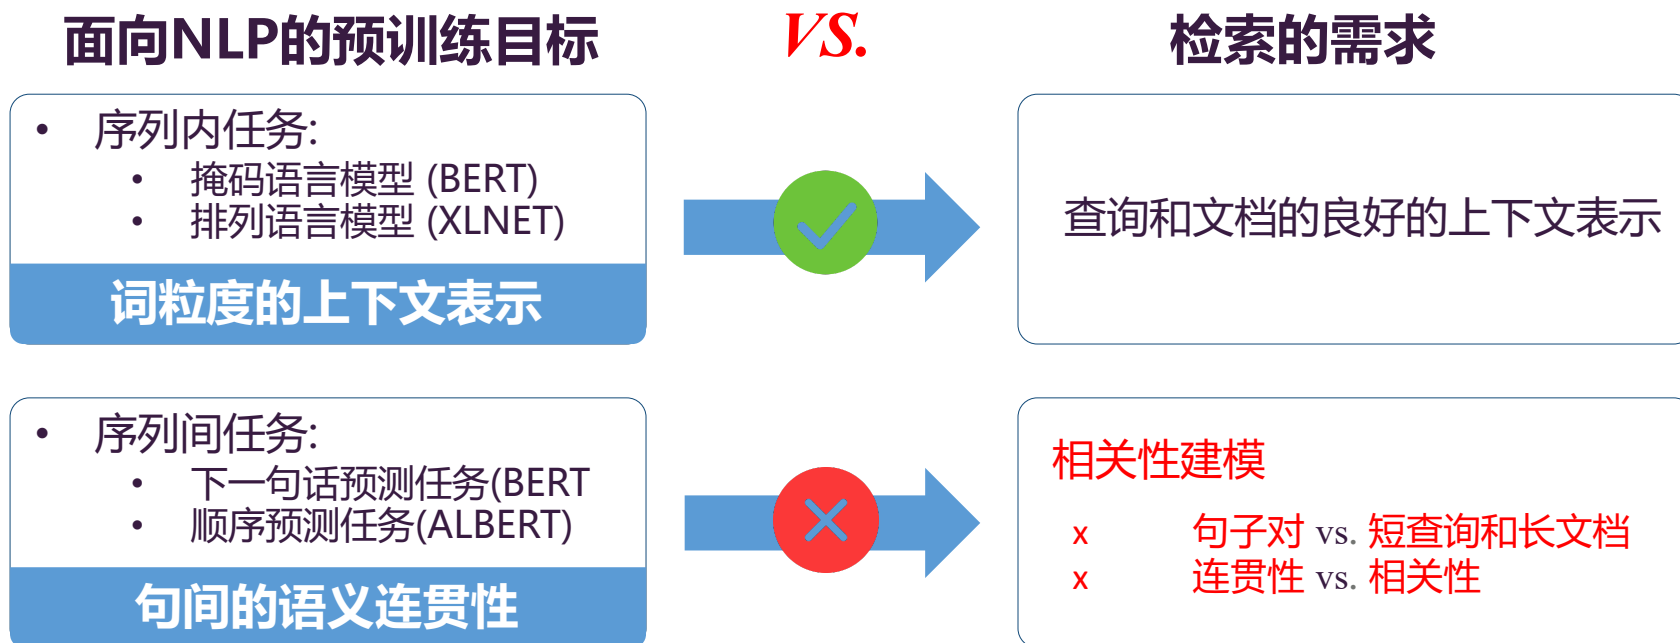 面向NLP的预训练目标
VS.
检索的需求
• 序列内任务:
• 掩码语言模型 (BERT)
• 排列语言模型 (XLNET)
词粒度的上下文表示
查询和文档的良好的上下文表示
• 序列间任务:
• 下一句话预测任务(BERT
• 顺序预测任务(ALBERT)
句间的语义连贯性
相关性建模
x 句子对 vs. 短查询和长文档
x 连贯性 vs. 相关性